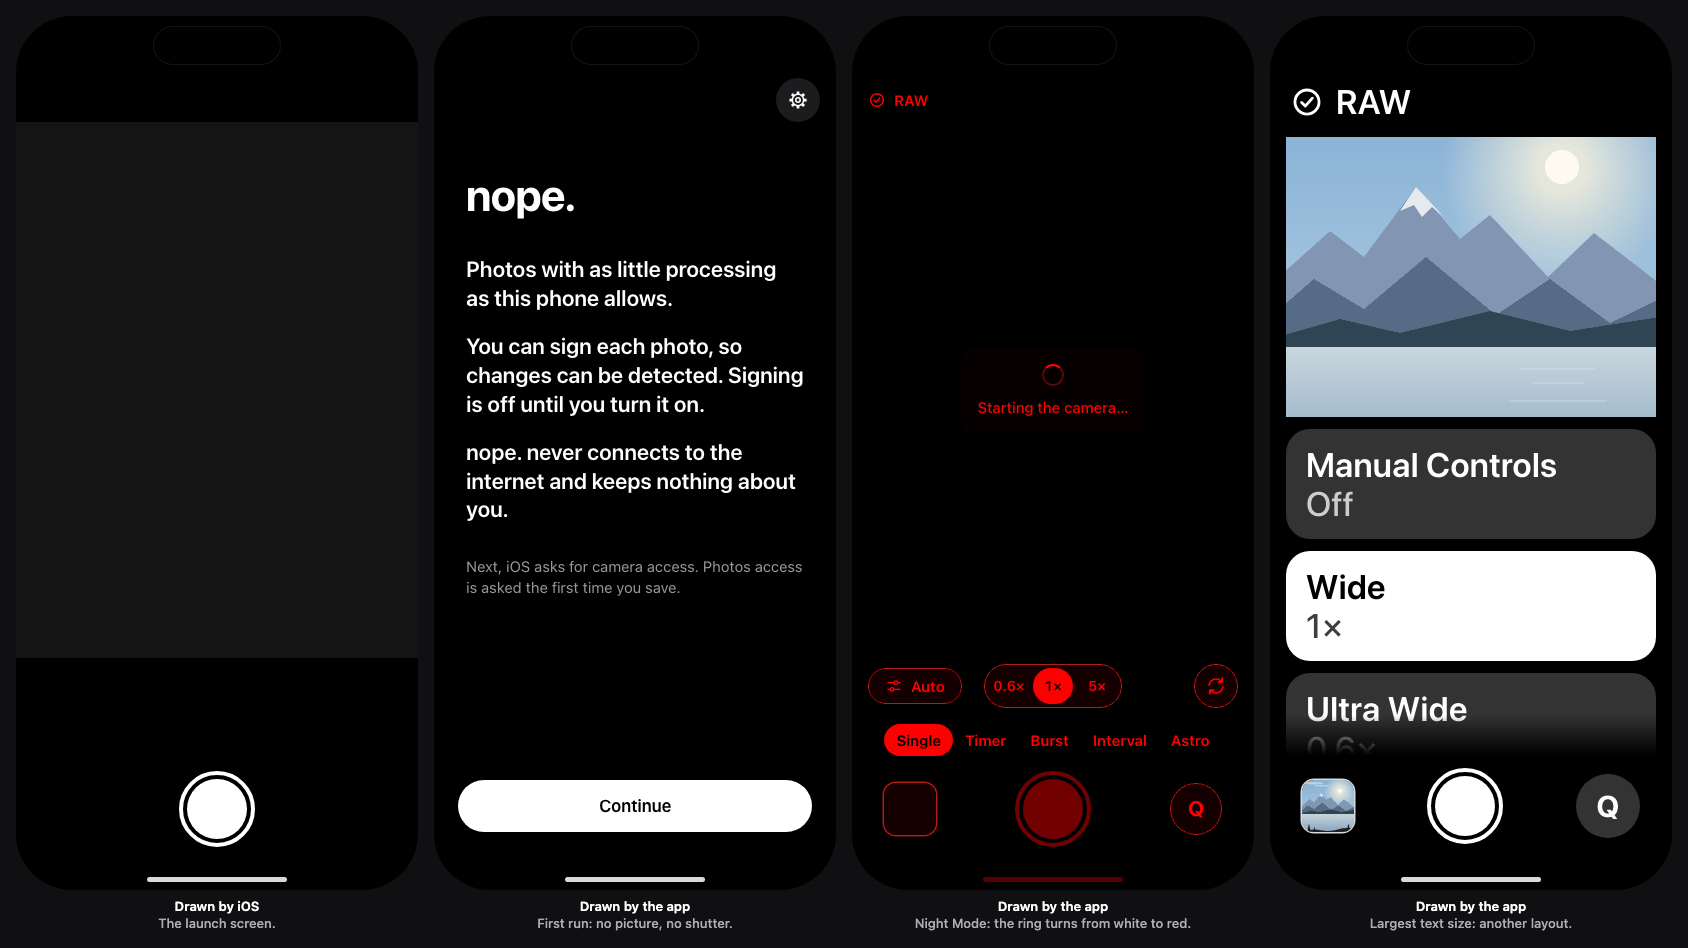 Drawn by iOS
The launch screen.
nope.
Photos with as little processing
as this phone allows.
You can sign each photo, so
changes can be detected. Signing
is off until you turn it on.
nope. never connects to the
internet and keeps nothing about
you.
Next, iOS asks for camera access. Photos access
is asked the first time you save.
Continue
Drawn by the app
First run: no picture, no shutter.
RAW
Starting the camera...
Auto
0.6× 1× 5×
Single Timer Burst Interval Astro
Q
Drawn by the app
Night Mode: the ring turns from white to red.
RAW
Manual Controls
Off
Wide
1×
Ultra Wide
0.6×
Q
Drawn by the app
Largest text size: another layout.